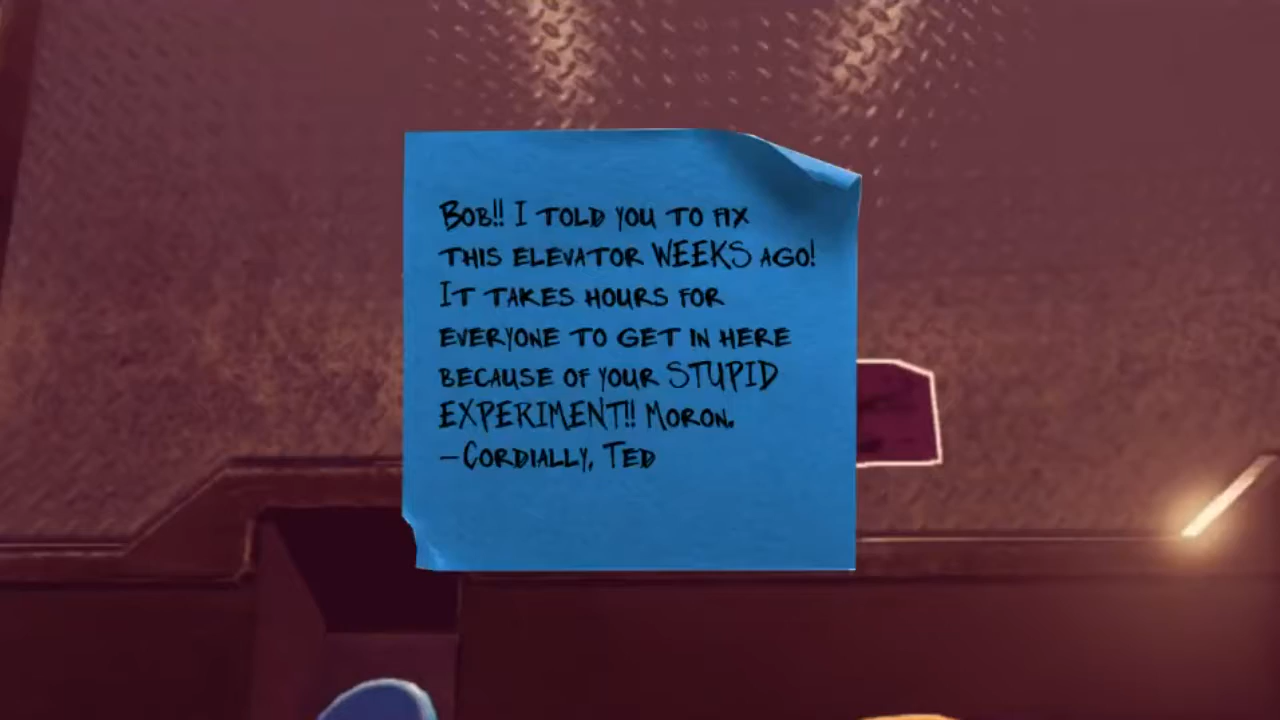 Bob!! I told you to fix
this elevator WEEKS ago!
It takes hours for
everyone to get in here
because of your STUPID
EXPERIMENT!! Moron.
–Cordially, Ted